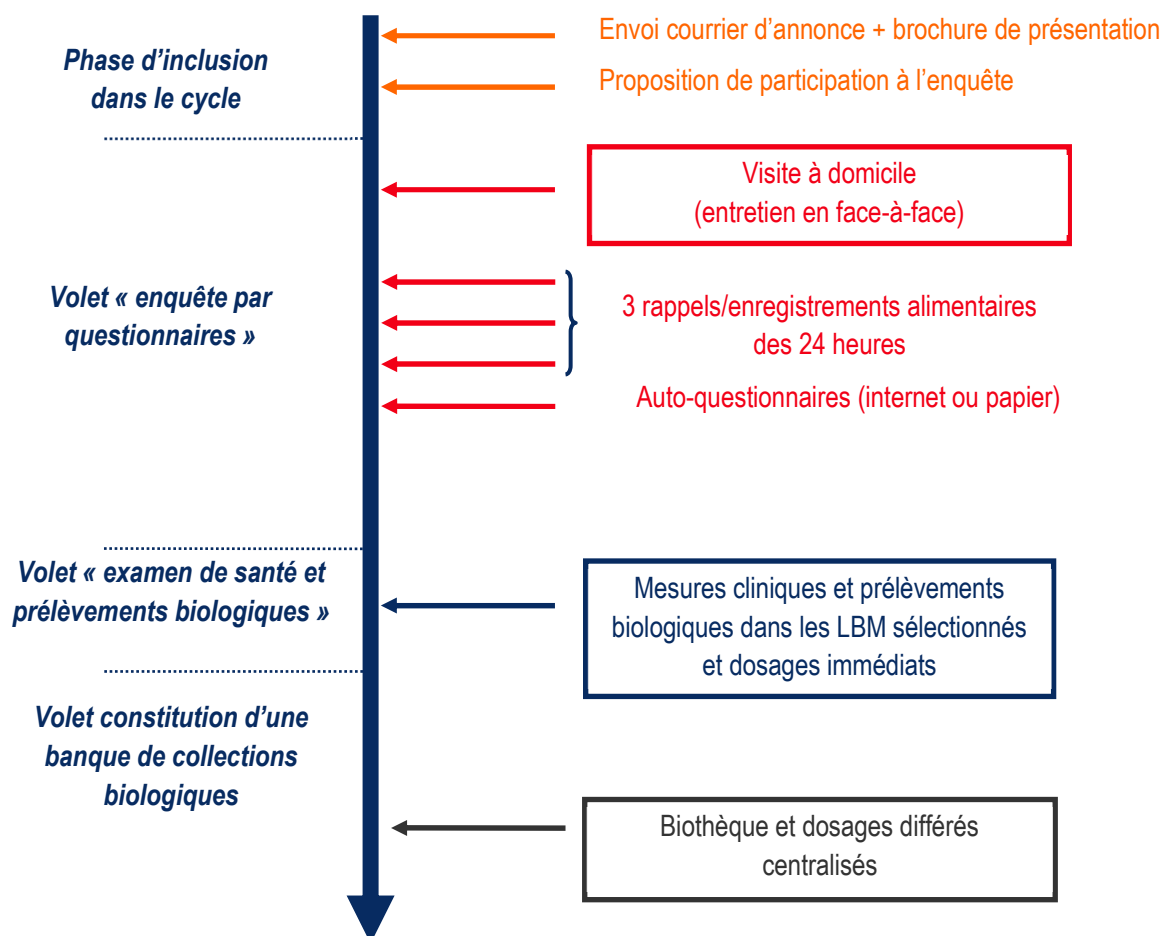 Envoi courrier d’annonce + brochure de présentation
Phase d’inclusion
dans le cycle
Proposition de participation à l’enquête
Visite à domicile
(entretien en face-à-face)
Volet « enquête par
questionnaires »
3 rappels/enregistrements alimentaires
des 24 heures
Auto-questionnaires (internet ou papier)
Volet « examen de santé et
prélèvements biologiques »
Mesures cliniques et prélèvements
biologiques dans les LBM sélectionnés
et dosages immédiats
Volet constitution d’une
banque de collections
biologiques
Biothèque et dosages différés
centralisés